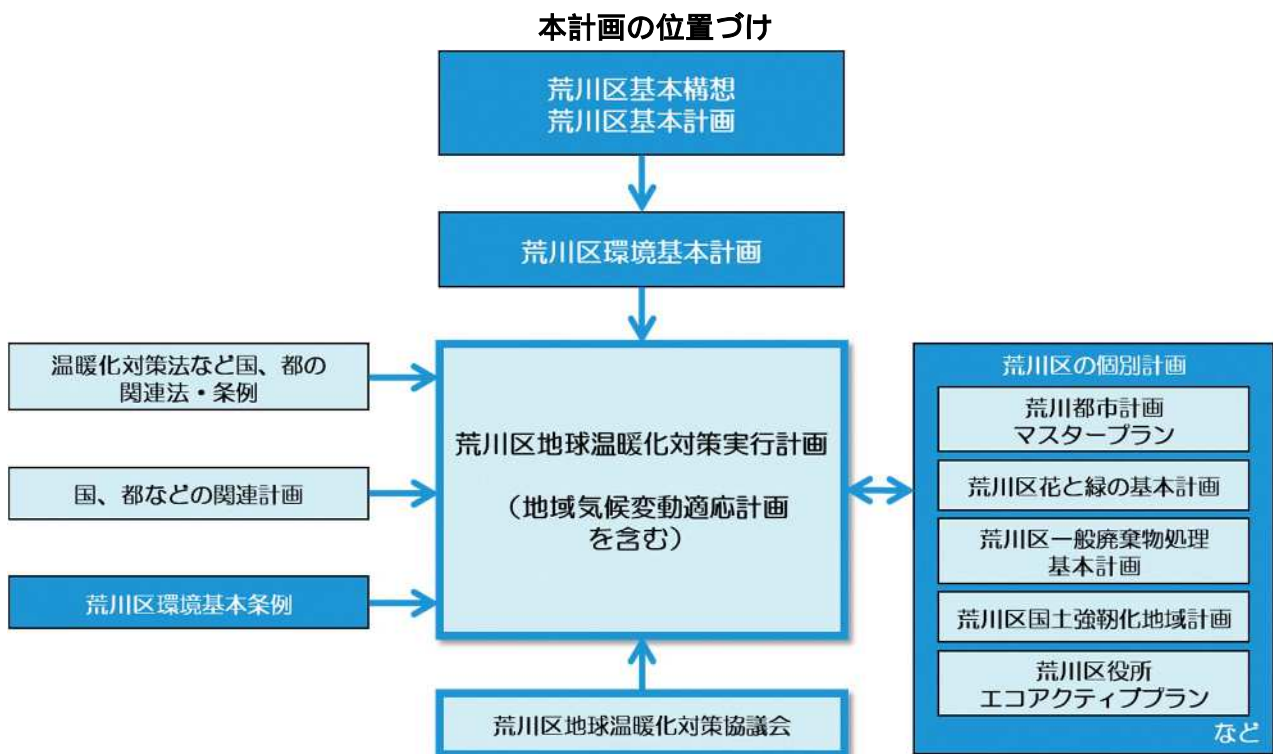 本計画の位置づけ
荒川区基本構想
荒川区基本計画
荒川区環境基本計画
温暖化対策法など国、都の
関連法・条例
国、都などの関連計画
荒川区環境基本条例
荒川区地球温暖化対策実行計画
（地域気候変動適応計画
を含む）
荒川区地球温暖化対策協議会
荒川区の個別計画
荒川都市計画
マスタープラン
荒川区花と緑の基本計画
荒川区一般廃棄物処理
基本計画
荒川区国土強靱化地域計画
荒川区役所
エコアクティブプラン
など